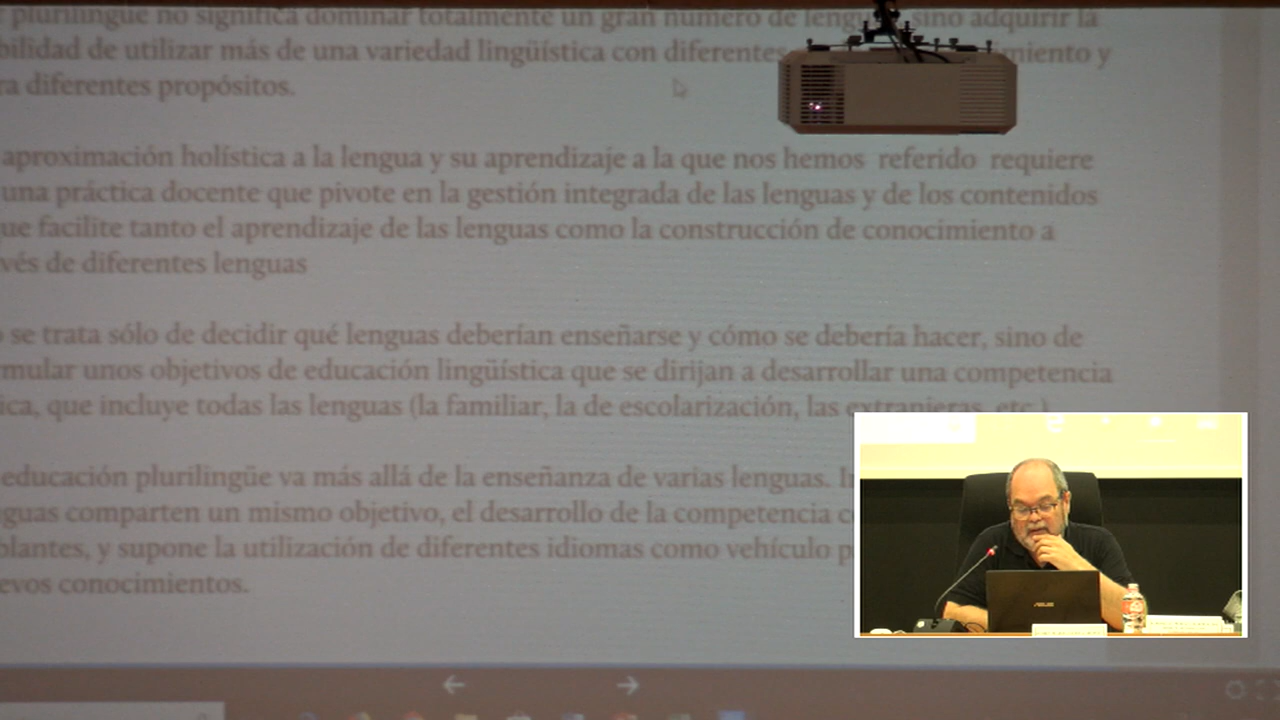 plurilingüe no significa dominar totalmente un gran número de sino adquirir la
bilidad de utilizar más de una variedad lingüística con diferentes
ra diferentes propósitos.
aproximación holística a la lengua y su aprendizaje a la que nos hemos referido requiere
una práctica docente que pivote en la gestión integrada de las lenguas y de los contenidos
ue facilite tanto el aprendizaje de las lenguas como la construcción de conocimiento a
vés de diferentes lenguas
se trata sólo de decidir qué lenguas deberían enseñarse y cómo se debería hacer, sino de
mular unos objetivos de educación lingüística que se dirijan a desarrollar una competencia
ica, que incluye todas las lenguas (la familiar, la de escolarización, las extranjeras, etc.)
educación plurilingüe va más allá de la enseñanza de varias lenguas.
guas comparten un mismoobjetivo, el desarrollo de la competencia
blantes, y supone la utilización de diferentes idiomas como vehículo
evos conocimientos.
ASUS